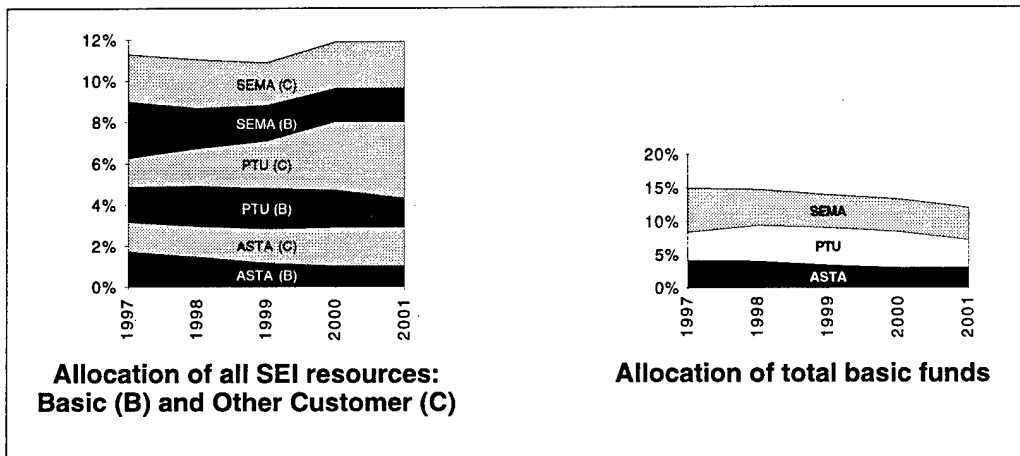 12%
10%
8%
6%
4%
2%
0%
SEMA (C)
SEMA (B)
PTU (C)
PTU (B)
ASTA (C)
ASTA (B)
1997
1998
1999
2000
2001
Allocation of all SEI resources:
Basic (B) and Other Customer (C)
20%
15%
10%
5%
0%
SEMA
PTU
ASTA
1997
1998
1999
2000
2001
Allocation of total basic funds